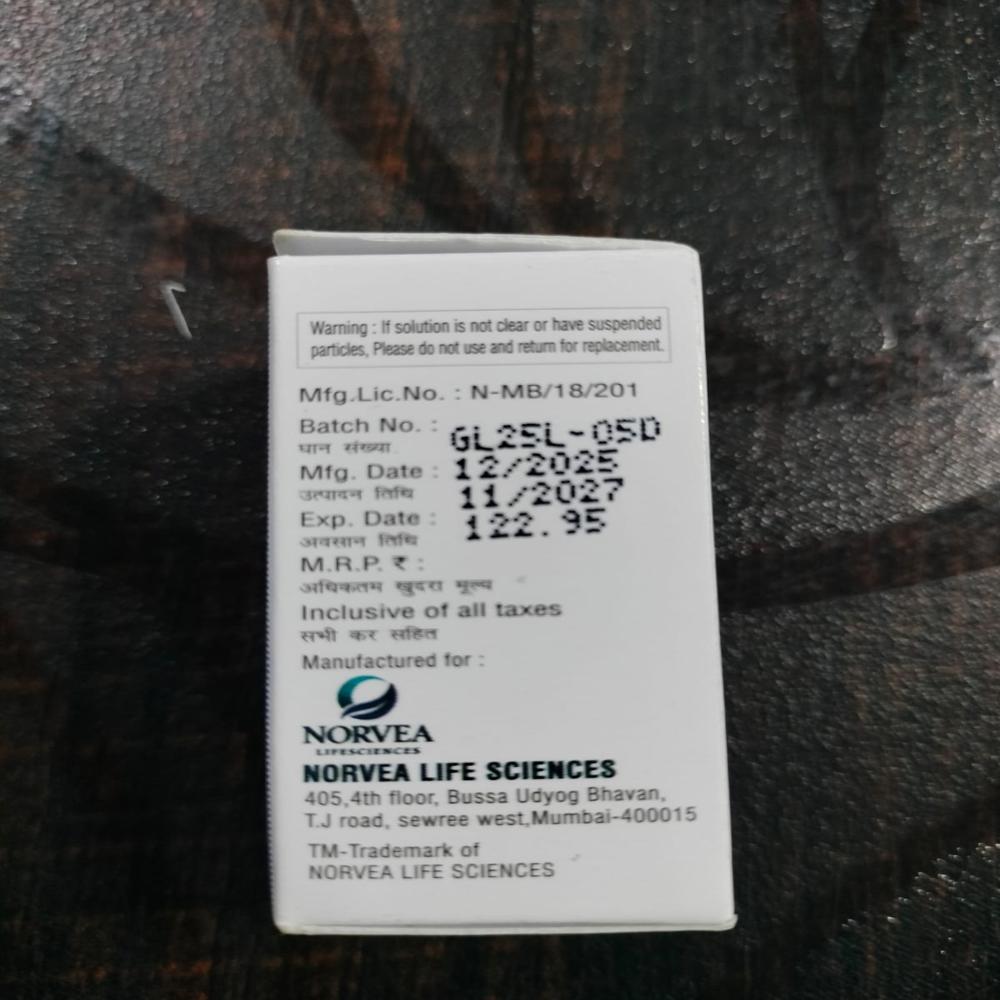 Warning : If solution is not clear or have suspended
particles, Please do not use and return for replacement.
Mfg.Lic.No. : N-MB/18/201
Batch No. : GL25L-05D
घान संख्या
Mfg. Date : 12/2025
उत्पादन तिथि
Exp. Date : 11/2027
अवसान तिथि
M.R.P. ₹ : 122.95
अधिकतम खुदरा मूल्य
Inclusive of all taxes
सभी कर सहित
Manufactured for :
NORVEA
LIFESCIENCES
NORVEA LIFE SCIENCES
405,4th floor, Bussa Udyog Bhavan,
T.J road, sewree west,Mumbai-400015
TM-Trademark of
NORVEA LIFE SCIENCES